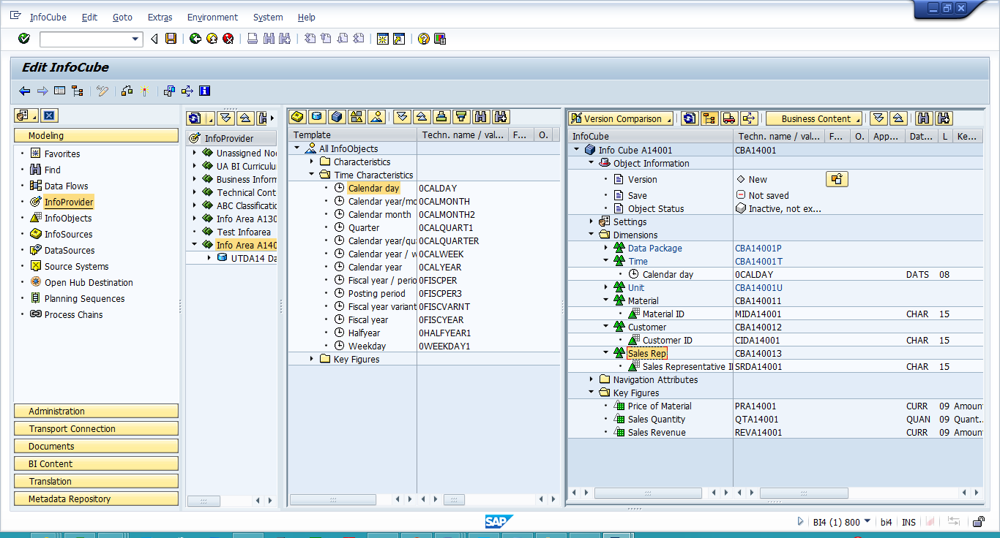 InfoCube Edit Goto Extras Environment System Help
Edit InfoCube
Modeling
Favorites
Find
Data Flows
InfoProvider
InfoObjects
InfoSources
DataSources
Source Systems
Open Hub Destination
Planning Sequences
Process Chains
Administration
Transport Connection
Documents
BI Content
Translation
Metadata Repository
InfoProvider
Unassigned No
UA BI Curriculu
Business Inform
Technical Cont
ABC Classificatio
Info Area A130
Test Infoarea
Info Area A140
UTDA14 Da
Template Techn. name / val... F... O.
All InfoObjects
Characteristics
Time Characteristics
Calendar day 0CALDAY
Calendar year/mo 0CALMONTH
Calendar month 0CALMONTH2
Quarter 0CALQUART1
Calendar year/qu 0CALQUARTER
Calendar year / w 0CALWEEK
Calendar year 0CALYEAR
Fiscal year / perio 0FISCPER
Posting period 0FISCPER3
Fiscal year variant 0FISCVARNT
Fiscal year 0FISCYEAR
Halfyear 0HALFYEAR1
Weekday 0WEEKDAY1
Key Figures
Version Comparison Business Content
InfoCube Techn. name / val... F... O. App... Dat... L Ke...
Info Cube A14001 CBA14001
Object Information
Version New
Save Not saved
Object Status Inactive, not ex...
Settings
Dimensions
Data Package CBA14001P
Time CBA14001T
Calendar day 0CALDAY DATS 08
Unit CBA14001U
Material CBA140011
Material ID MIDA14001 CHAR 15
Customer CBA140012
Customer ID CIDA14001 CHAR 15
Sales Rep CBA140013
Sales Representative I SRDA14001 CHAR 15
Navigation Attributes
Key Figures
Price of Material PRA14001 CURR 09 Amoun
Sales Quantity QTA14001 QUAN 09 Quant..
Sales Revenue REVA14001 CURR 09 Amoun
SAP
BI4 (1) 800 bi4 INS